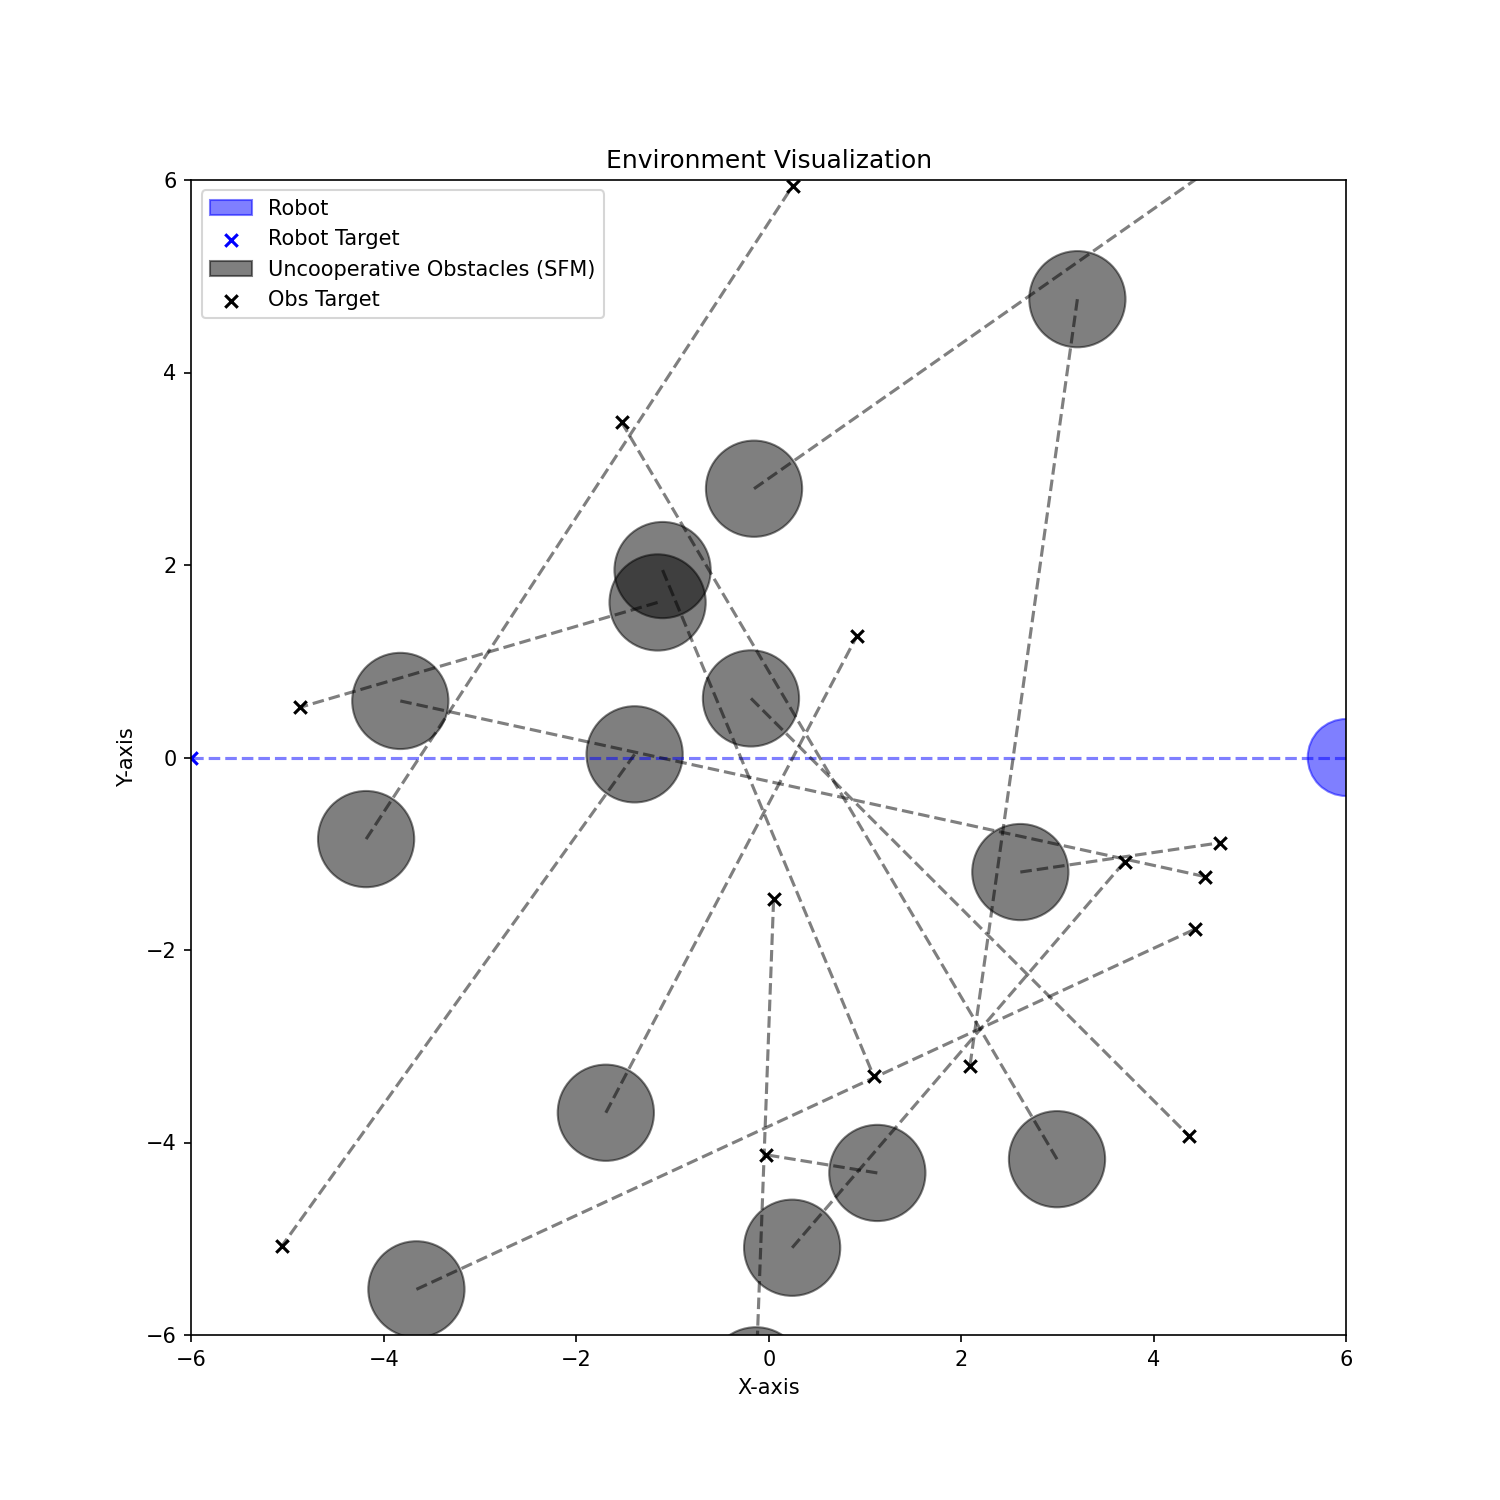 Environment Visualization
Robot
Robot Target
Uncooperative Obstacles (SFM)
Obs Target
6
4
2
0
−2
−4
−6
Y-axis
−6 −4 −2 0 2 4 6
X-axis